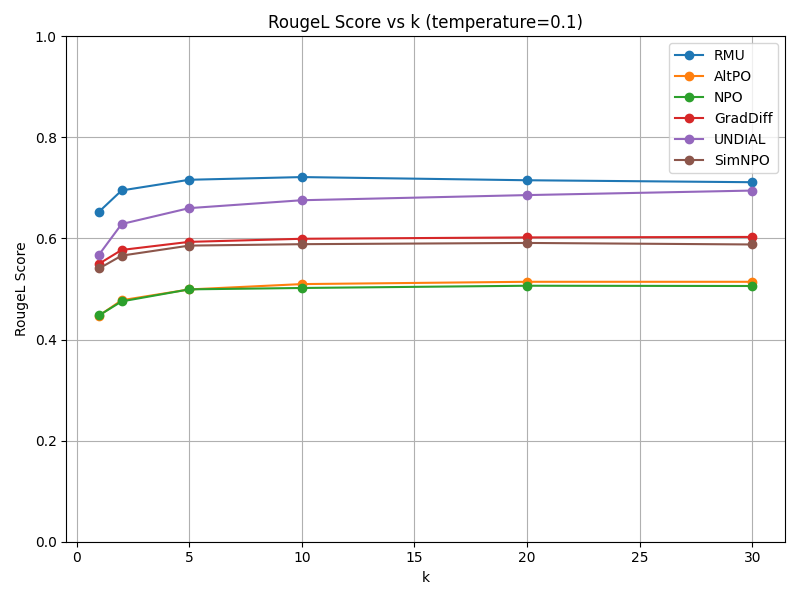 RougeL Score vs k (temperature=0.1)
RMU
AltPO
NPO
GradDiff
UNDIAL
SimNPO
RougeL Score
1.0
0.8
0.6
0.4
0.2
0.0
0 5 10 15 20 25 30
k